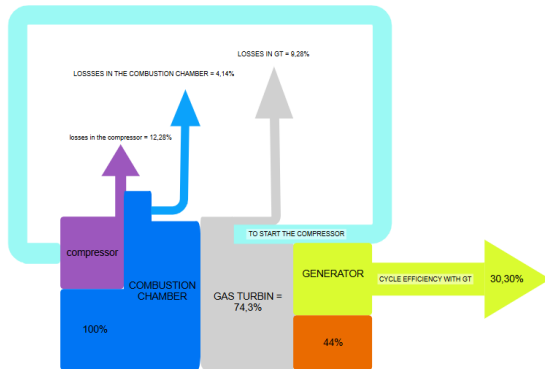 LOSSES IN GT = 9,28%
LOSSSES IN THE COMBUSTION CHAMBER = 4,14%
losses in the compressor = 12,28%
TO START THE COMPRESSOR
compressor
COMBUSTION
CHAMBER
GAS TURBIN =
74,3%
GENERATOR
CYCLE EFFICIENCY WITH GT
30,30%
100%
44%